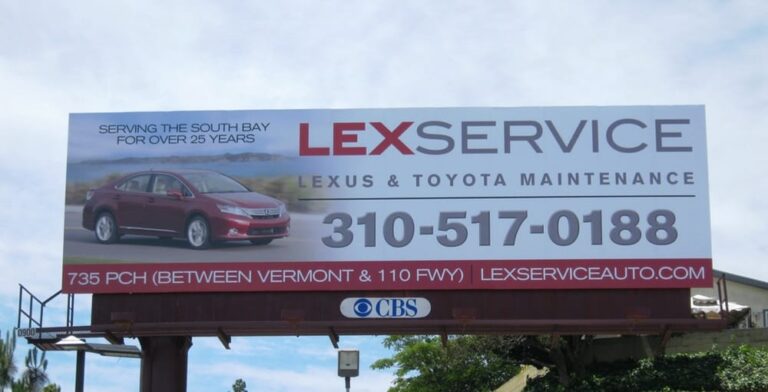 SERVING THE SOUTH BAY
FOR OVER 25 YEARS
LEXSERVICE
LEXUS & TOYOTA MAINTENANCE
310-517-0188
735 PCH (BETWEEN VERMONT & 110 FWY) | LEXSERVICEAUTO.COM
CBS
0900